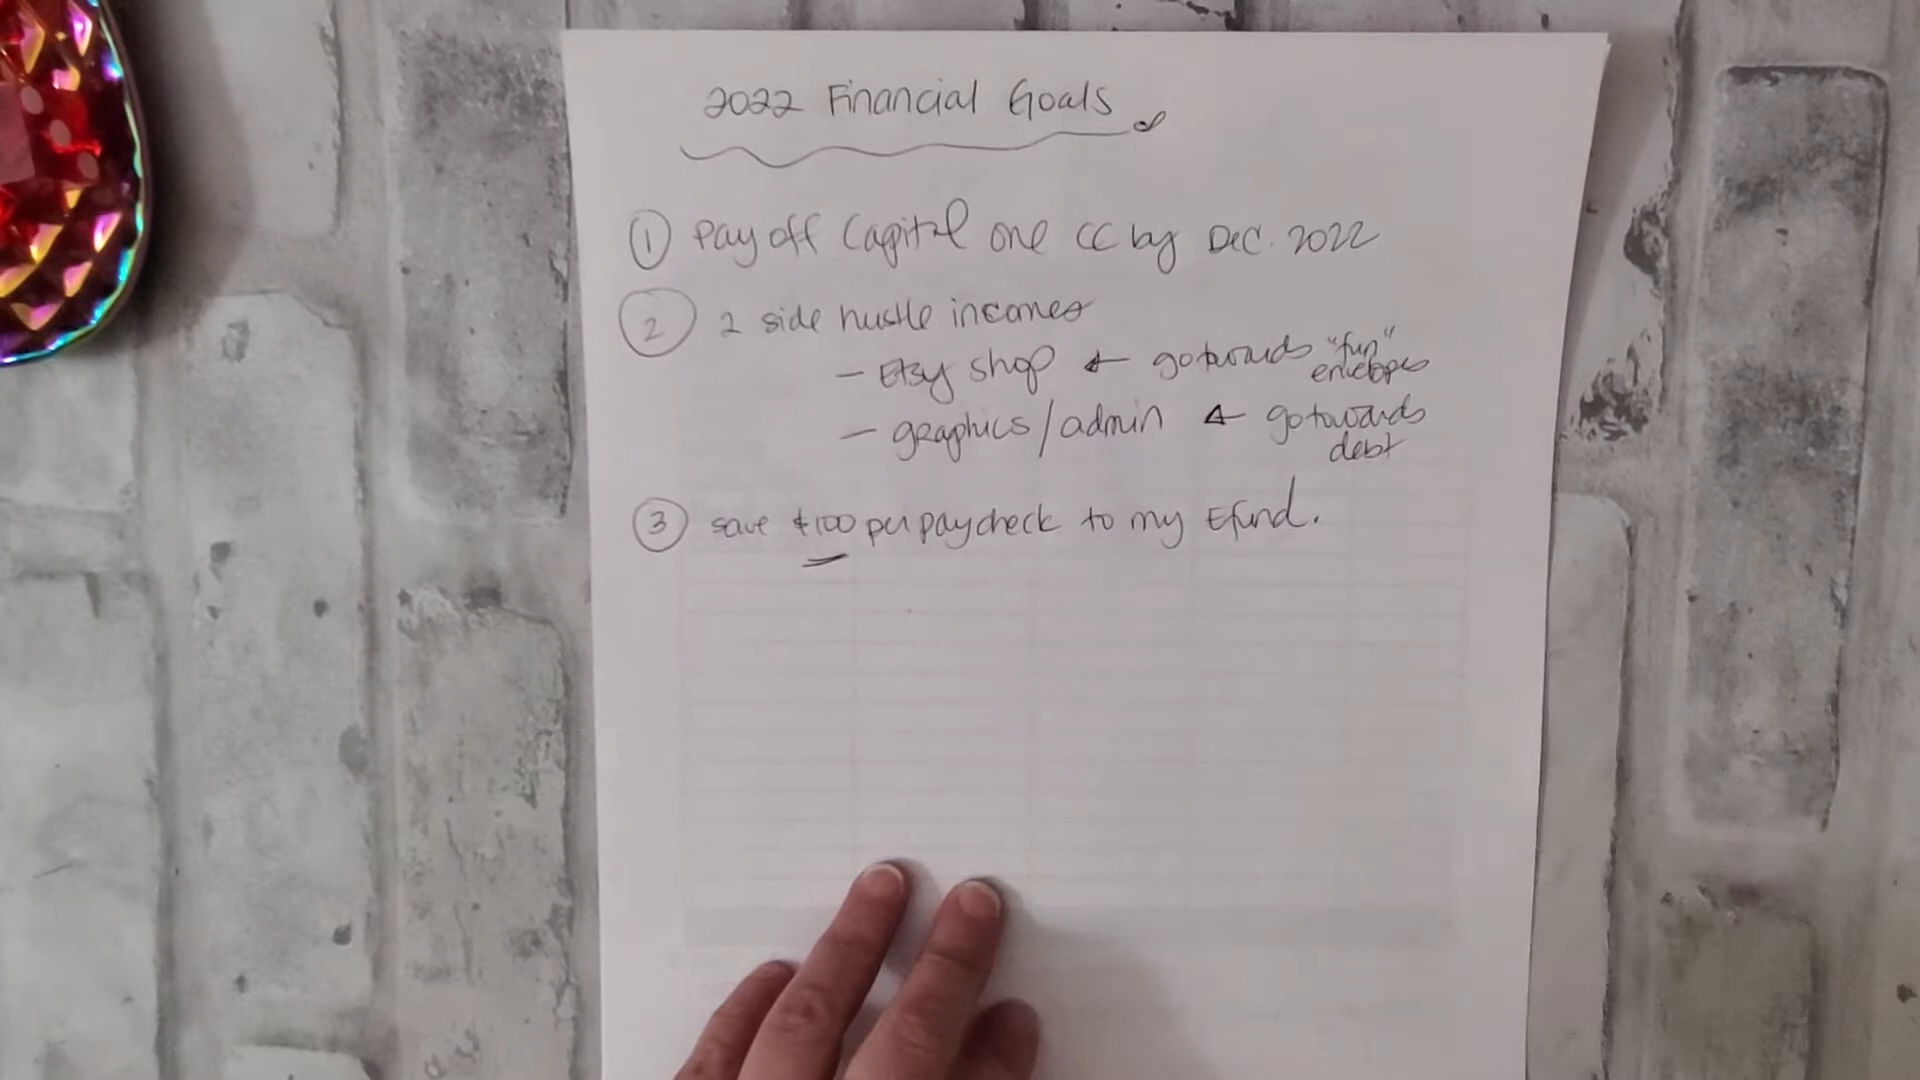 2022 Financial Goals
① Pay off Capital one CC by Dec. 2022
② 2 side hustle incomes
- Etsy shop ← go towards "fun" envelopes
- graphics/admin ← go towards debt
③ save $100 per paycheck to my Efund.